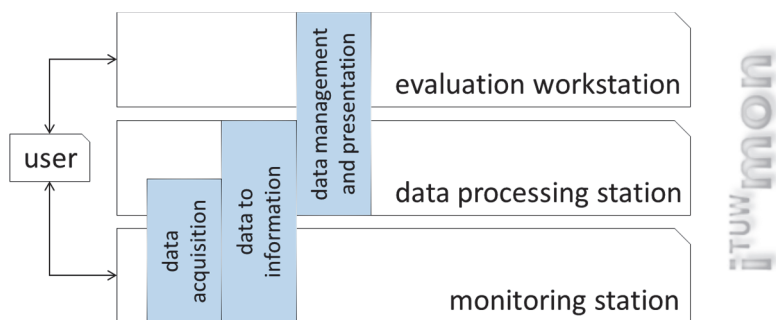 data management
and presentation
evaluation workstation
user
data processing station
data
acquisition
data to
information
monitoring station
iTUWmon